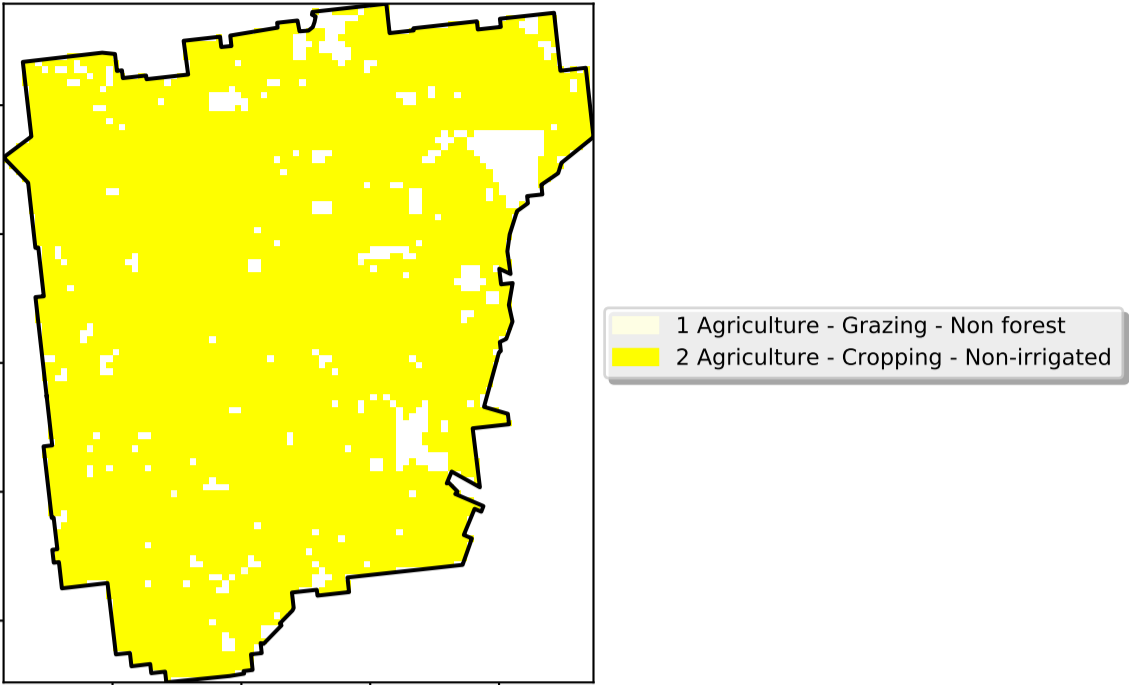 1 Agriculture - Grazing - Non forest
2 Agriculture - Cropping - Non-irrigated